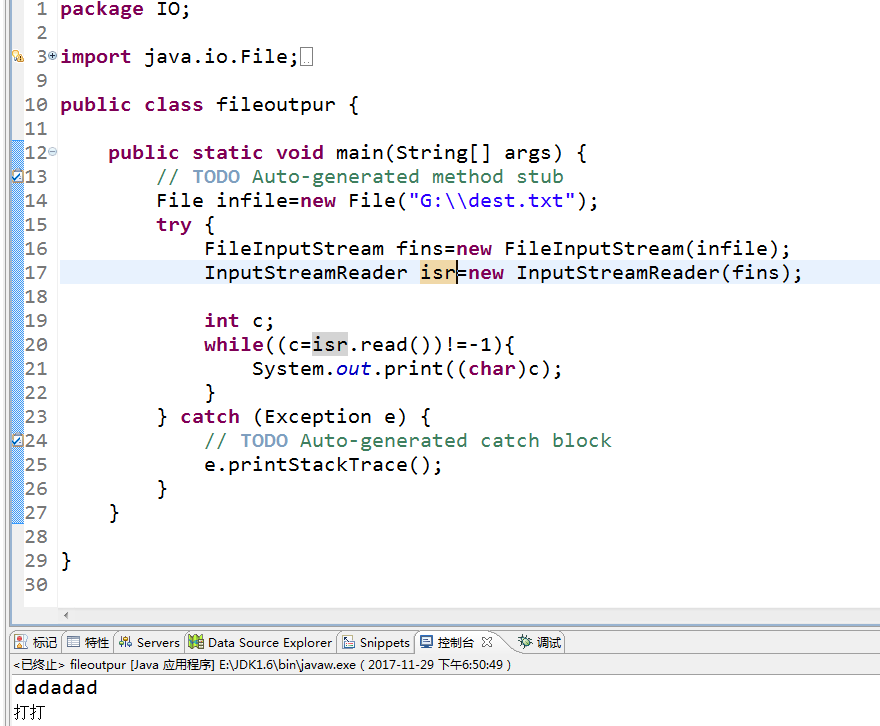 1 package IO;
2
3 import java.io.File;
9
10 public class fileoutpur {
11
12     public static void main(String[] args) {
13         // TODO Auto-generated method stub
14         File infile=new File("G:\\dest.txt");
15         try {
16             FileInputStream fins=new FileInputStream(infile);
17             InputStreamReader isr=new InputStreamReader(fins);
18
19             int c;
20             while((c=isr.read())!=-1){
21                 System.out.print((char)c);
22             }
23         } catch (Exception e) {
24             // TODO Auto-generated catch block
25             e.printStackTrace();
26         }
27     }
28
29 }
30
标记 特性 Servers Data Source Explorer Snippets 控制台 调试
<已终止> fileoutpur [Java 应用程序] E:\JDK1.6\bin\javaw.exe ( 2017-11-29 下午6:50:49 )
dadadad
打打